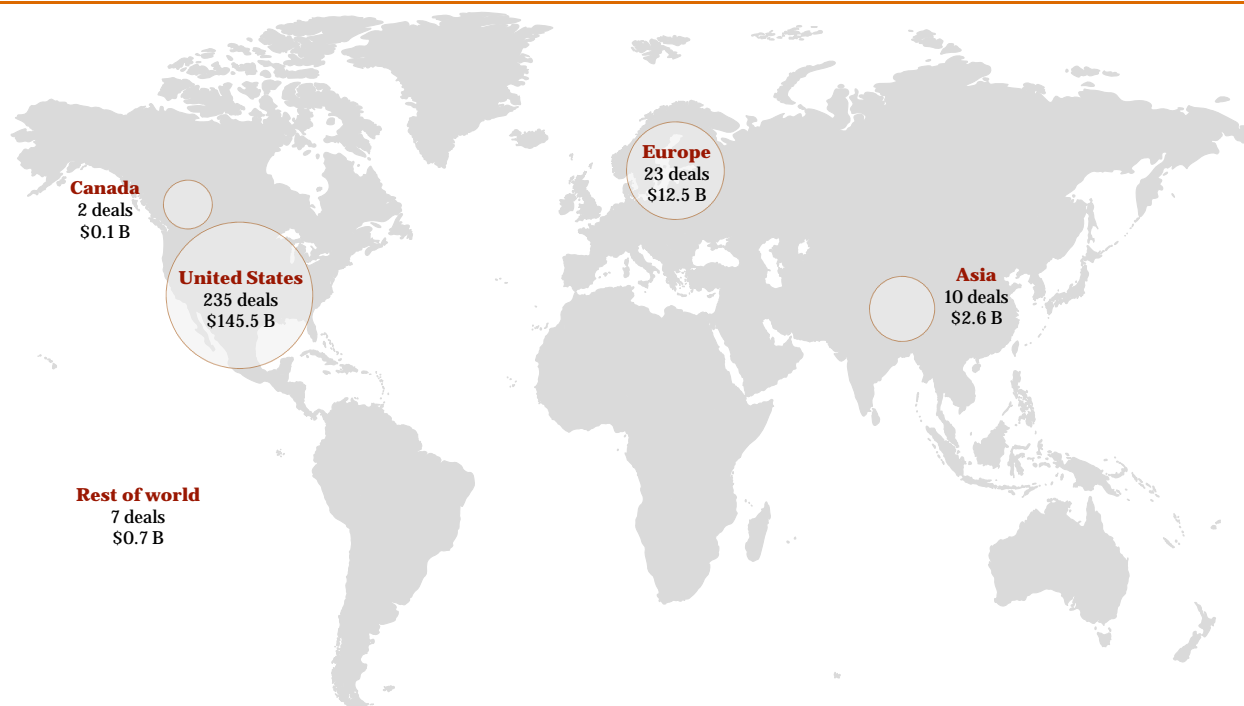 Canada
2 deals
$0.1 B
United States
235 deals
$145.5 B
Europe
23 deals
$12.5 B
Asia
10 deals
$2.6 B
Rest of world
7 deals
$0.7 B